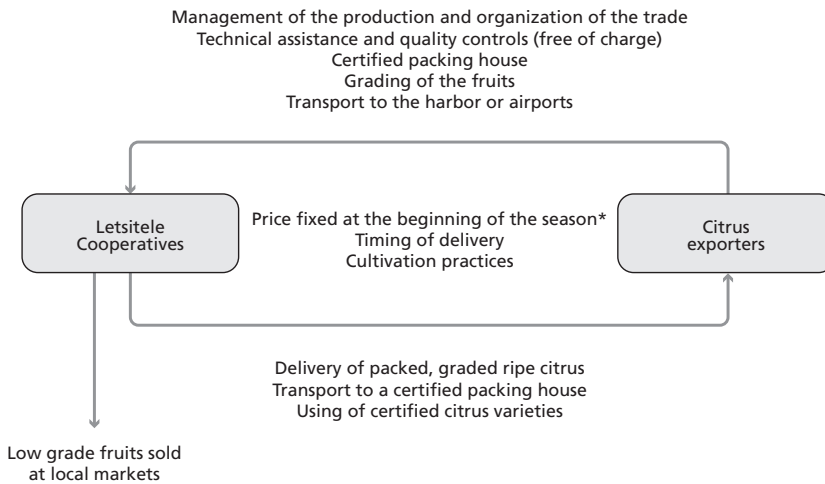 Management of the production and organization of the trade
Technical assistance and quality controls (free of charge)
Certified packing house
Grading of the fruits
Transport to the harbor or airports
Letsitele
Cooperatives
Price fixed at the beginning of the season*
Timing of delivery
Cultivation practices
Citrus
exporters
Delivery of packed, graded ripe citrus
Transport to a certified packing house
Using of certified citrus varieties
Low grade fruits sold
at local markets